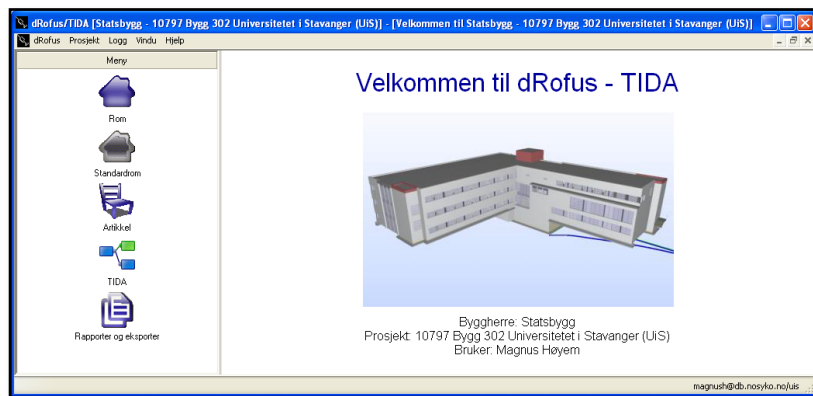 dRofus/TIDA [Statsbygg - 10797 Bygg 302 Universitetet i Stavanger (UiS)] - [Velkommen til Statsbygg - 10797 Bygg 302 Universitetet i Stavanger (UiS)]
dRofus Prosjekt Logg Vindu Hjelp
Meny
Rom
Standardrom
Artikkel
TIDA
Rapporter og eksporter
Velkommen til dRofus - TIDA
Byggherre: Statsbygg
Prosjekt: 10797 Bygg 302 Universitetet i Stavanger (UiS)
Bruker: Magnus Høyem
magnush@db.nosyko.no/uis